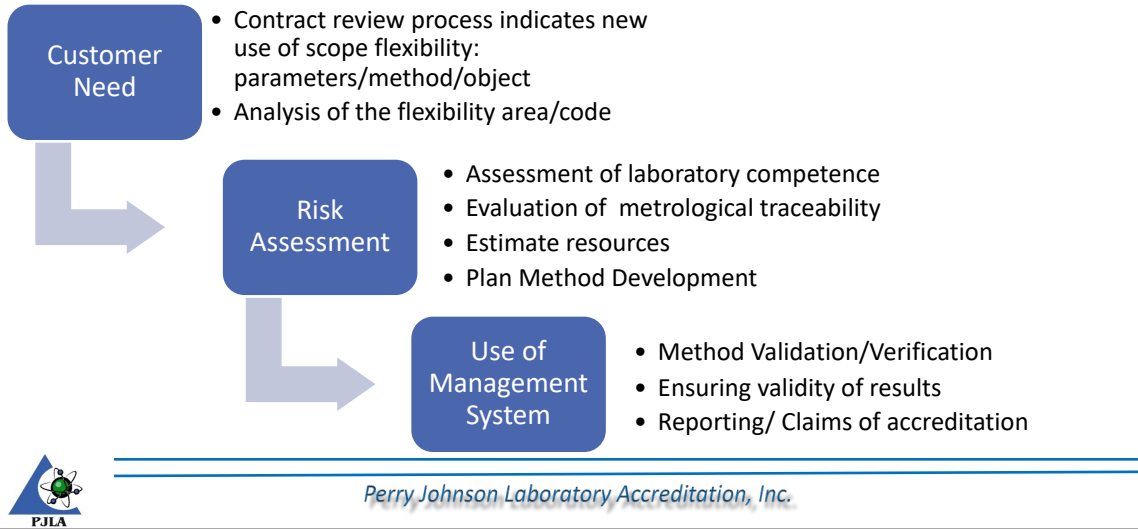 Customer
Need
• Contract review process indicates new
use of scope flexibility:
parameters/method/object
• Analysis of the flexibility area/code
Risk
Assessment
• Assessment of laboratory competence
• Evaluation of metrological traceability
• Estimate resources
• Plan Method Development
Use of
Management
System
• Method Validation/Verification
• Ensuring validity of results
• Reporting/ Claims of accreditation
PJLA
Perry Johnson Laboratory Accreditation, Inc.